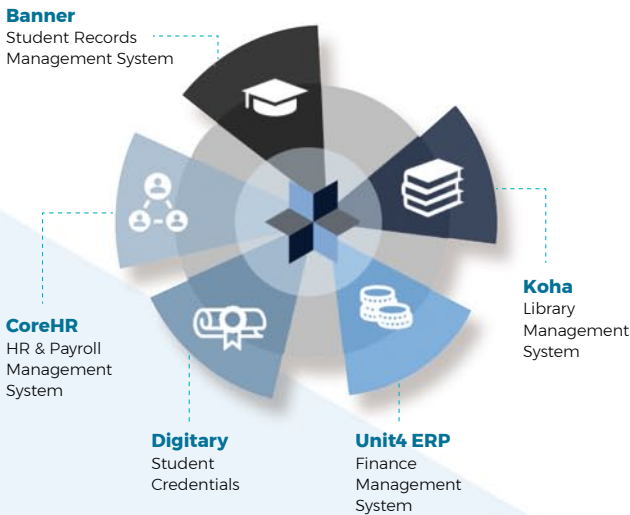 Banner
Student Records
Management System
Koha
Library
Management
System
CoreHR
HR & Payroll
Management
System
Digitary
Student
Credentials
Unit4 ERP
Finance
Management
System